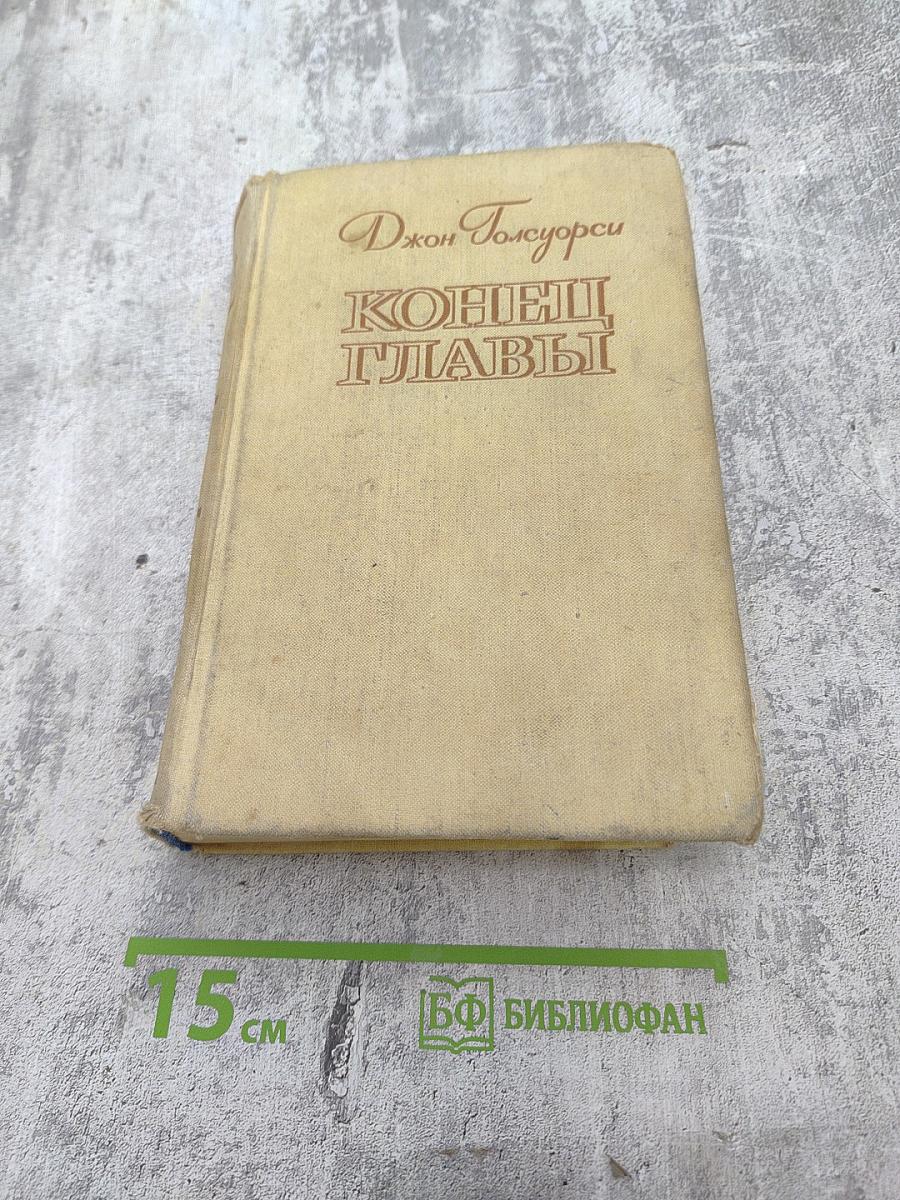 Джон Голсуорси
КОНЕЦ
ГЛАВЫ
15 см
БФ БИБЛИОФАН